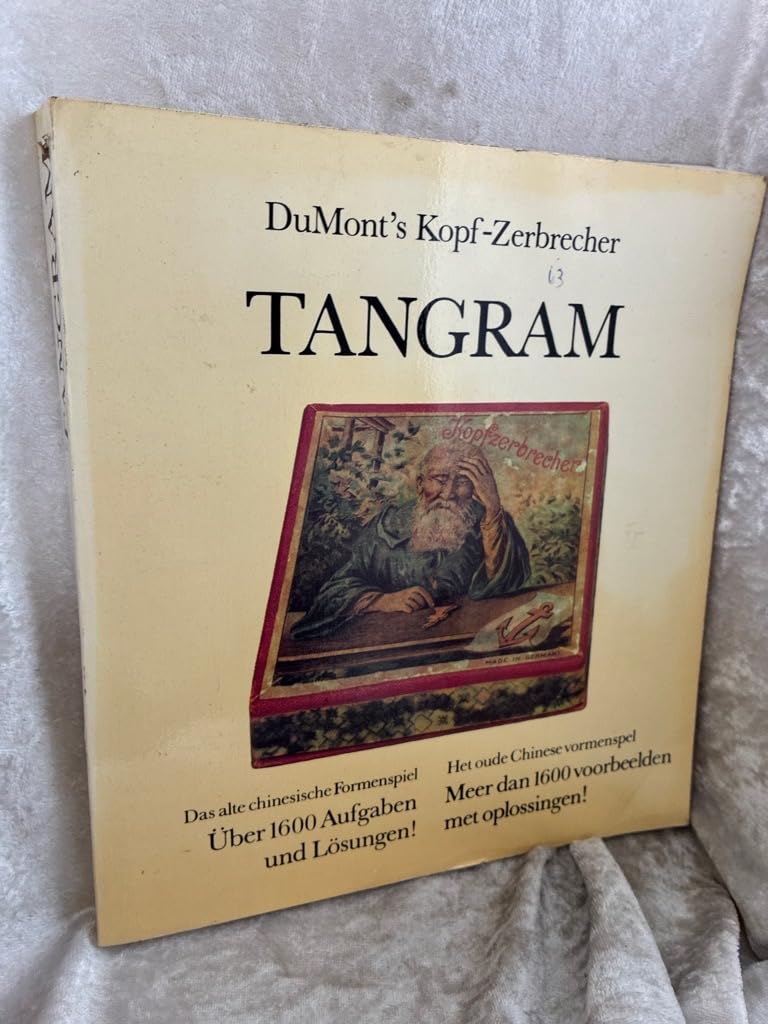 DuMont's Kopf-Zerbrecher
63
TANGRAM
Kopfzerbrecher
MADE IN GERMANY
Das alte chinesische Formenspiel
Über 1600 Aufgaben
und Lösungen!
Het oude Chinese vormenspel
Meer dan 1600 voorbeelden
met oplossingen!
TANGRAM